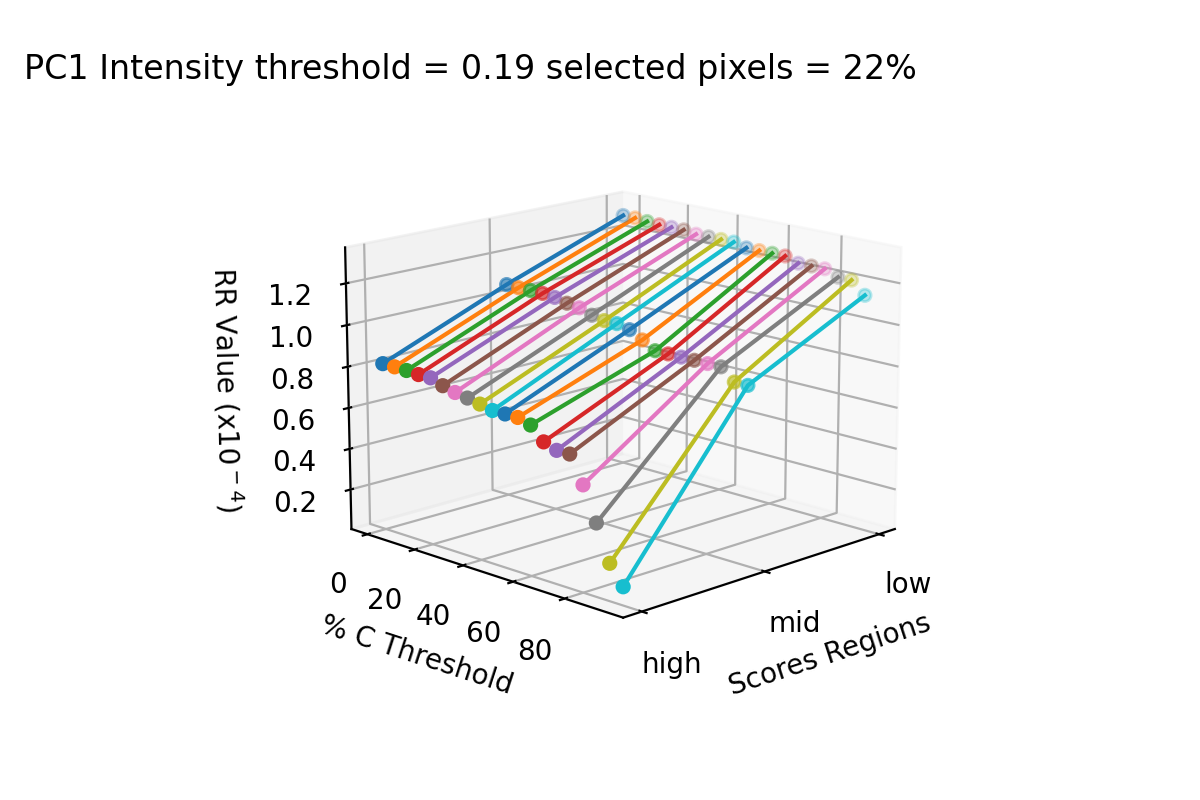 PC1 Intensity threshold = 0.19 selected pixels = 22%
RR Value (x10⁻⁴)
1.2
1.0
0.8
0.6
0.4
0.2
0
20
40
60
80
% C Threshold
high
mid
low
Scores Regions